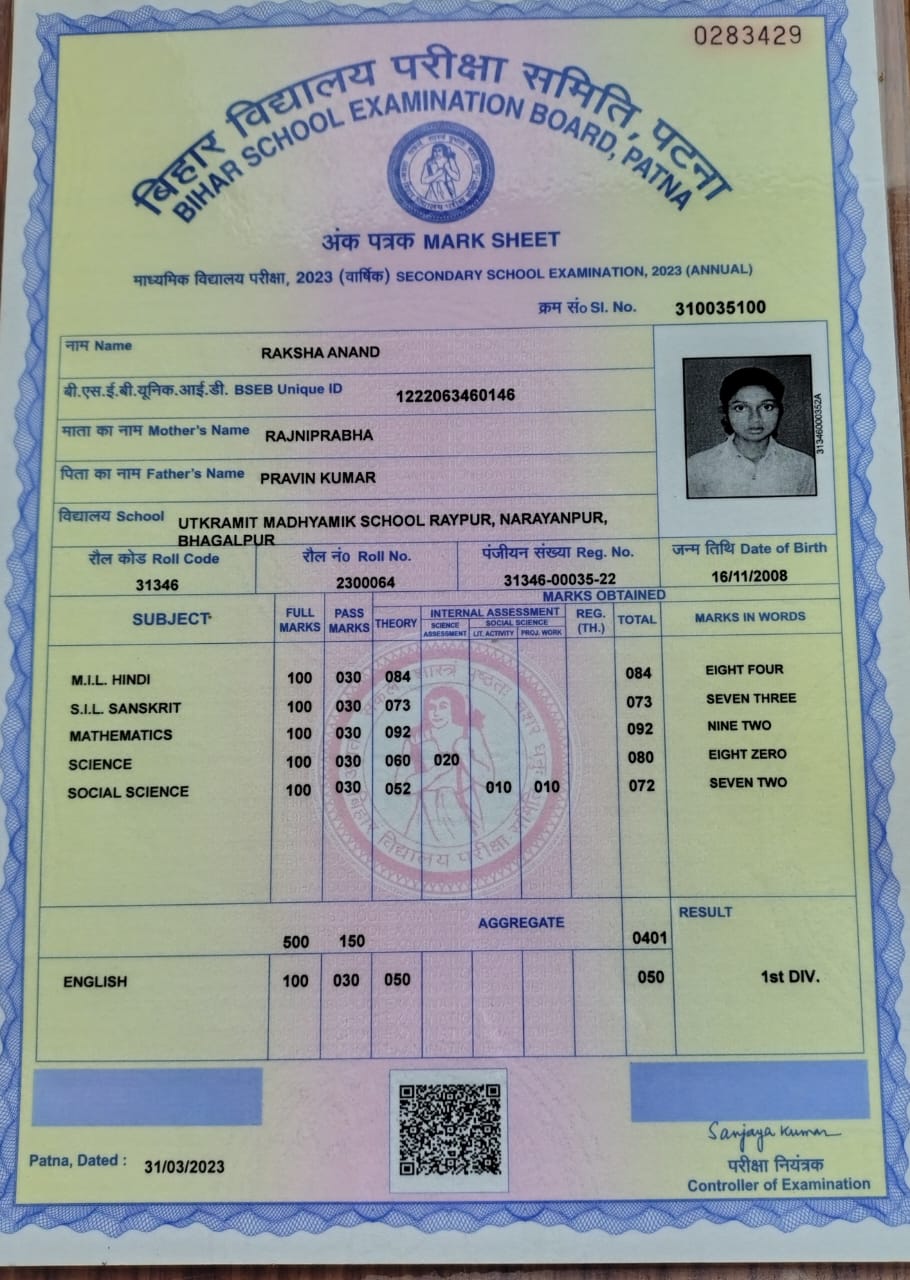 0283429
बिहार विद्यालय परीक्षा समिति, पटना
BIHAR SCHOOL EXAMINATION BOARD, PATNA
अंक पत्रक MARK SHEET
माध्यमिक विद्यालय परीक्षा, 2023 (वार्षिक) SECONDARY SCHOOL EXAMINATION, 2023 (ANNUAL)
क्रम सं० Sl. No. 310035100
नाम Name RAKSHA ANAND
बी.एस.ई.बी.यूनिक.आई.डी. BSEB Unique ID 1222063460146
माता का नाम Mother's Name RAJNIPRABHA
पिता का नाम Father's Name PRAVIN KUMAR
31346000352A
विद्यालय School UTKRAMIT MADHYAMIK SCHOOL RAYPUR, NARAYANPUR,
BHAGALPUR
रौल कोड Roll Code रौल नं० Roll No. पंजीयन संख्या Reg. No. जन्म तिथि Date of Birth
31346 2300064 31346-00035-22 16/11/2008
MARKS OBTAINED
SUBJECT FULL MARKS PASS MARKS THEORY INTERNAL ASSESSMENT REG. (TH.) TOTAL MARKS IN WORDS
SCIENCE ASSESSMENT SOCIAL SCIENCE
LIT. ACTIVITY PROJ. WORK
M.I.L. HINDI 100 030 084 084 EIGHT FOUR
S.I.L. SANSKRIT 100 030 073 073 SEVEN THREE
MATHEMATICS 100 030 092 092 NINE TWO
SCIENCE 100 030 060 020 080 EIGHT ZERO
SOCIAL SCIENCE 100 030 052 010 010 072 SEVEN TWO
बिहार विद्यालय परीक्षा समिति
AGGREGATE RESULT
500 150 0401
ENGLISH 100 030 050 050 1st DIV.
Sanjaya Kumar
Patna, Dated : 31/03/2023
परीक्षा नियंत्रक
Controller of Examination